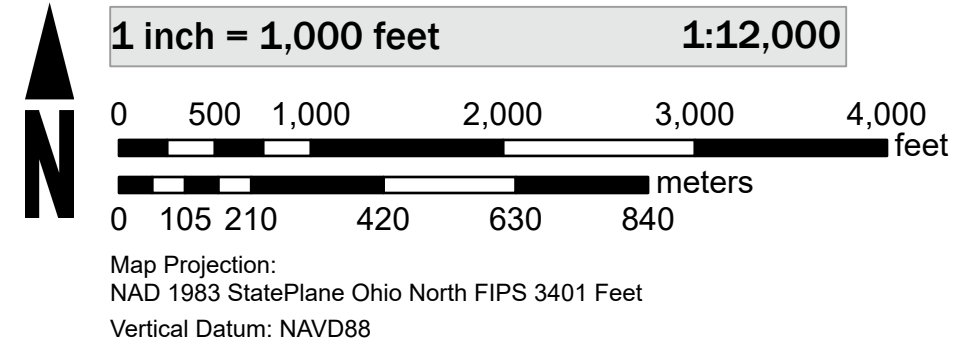 1 inch = 1,000 feet 1:12,000
0 500 1,000 2,000 3,000 4,000
feet
meters
0 105 210 420 630 840
N
Map Projection:
NAD 1983 StatePlane Ohio North FIPS 3401 Feet
Vertical Datum: NAVD88